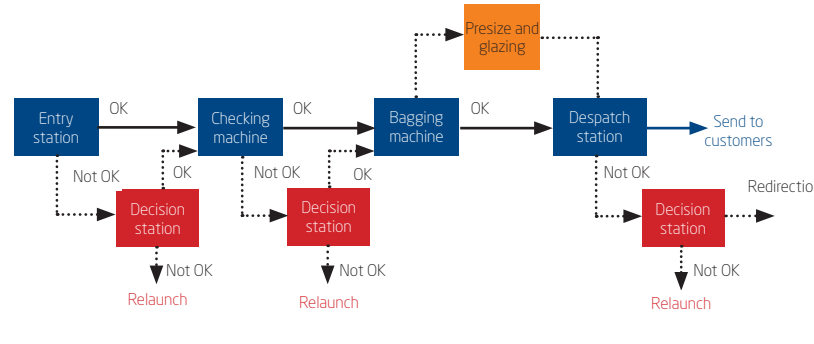 Presize and
glazing
OK
OK
OK
Entry
station
Checking
machine
Bagging
machine
Despatch
station
Send to
customers
Not OK
OK
Not OK
OK
Not OK
Redirectio
Decision
station
Decision
station
Decision
station
Not OK
Not OK
Not OK
Relaunch
Relaunch
Relaunch